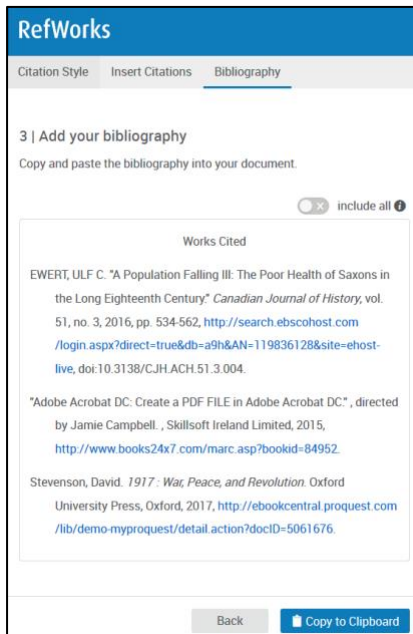 RefWorks
Citation Style Insert Citations Bibliography
3 | Add your bibliography
Copy and paste the bibliography into your document.
include all
Works Cited
EWERT, ULF C. "A Population Falling Ill: The Poor Health of Saxons in
the Long Eighteenth Century." Canadian Journal of History, vol.
51, no. 3, 2016, pp. 534-562, http://search.ebscohost.com
/login.aspx?direct=true&db=a9h&AN=119836128&site=ehost-
live, doi:10.3138/CJH.ACH.51.3.004.
"Adobe Acrobat DC: Create a PDF FILE in Adobe Acrobat DC." , directed
by Jamie Campbell. , Skillsoft Ireland Limited, 2015,
http://www.books24x7.com/marc.asp?bookid=84952.
Stevenson, David. 1917 : War, Peace, and Revolution. Oxford
University Press, Oxford, 2017, http://ebookcentral.proquest.com
/lib/demo-myproquest/detail.action?docID=5061676.
Back Copy to Clipboard